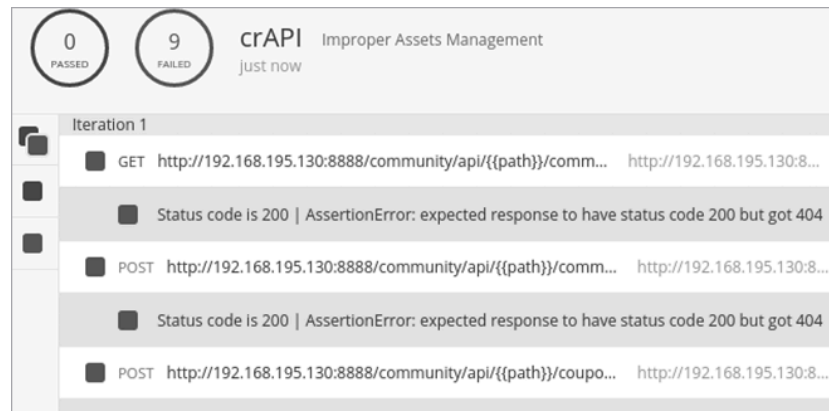 0
PASSED
9
FAILED
crAPI Improper Assets Management
just now
Iteration 1
GET http://192.168.195.130:8888/community/api/{{path}}/comm... http://192.168.195.130:8...
Status code is 200 | AssertionError: expected response to have status code 200 but got 404
POST http://192.168.195.130:8888/community/api/{{path}}/comm... http://192.168.195.130:8...
Status code is 200 | AssertionError: expected response to have status code 200 but got 404
POST http://192.168.195.130:8888/community/api/{{path}}/coupo... http://192.168.195.130:8...